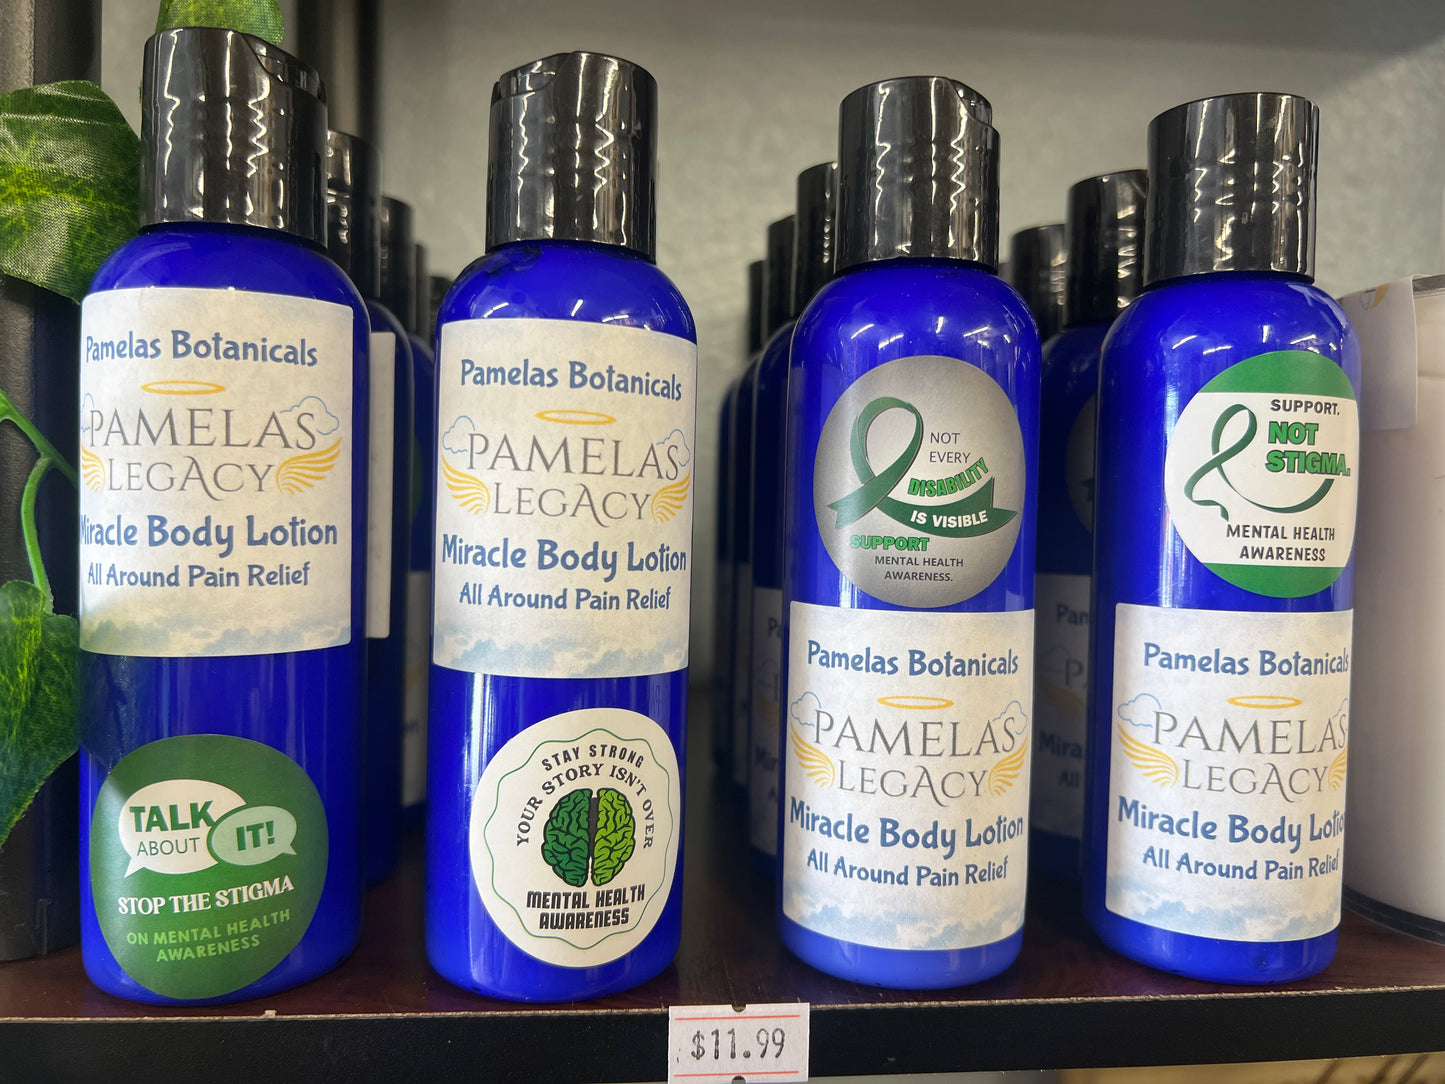 Pamelas Botanicals
PAMELAS
LEGACY
Miracle Body Lotion
All Around Pain Relief
TALK
ABOUT
IT!
STOP THE STIGMA
ON MENTAL HEALTH
AWARENESS
Pamelas Botanicals
PAMELAS
LEGACY
Miracle Body Lotion
All Around Pain Relief
STAY STRONG
YOUR STORY ISN'T OVER
MENTAL HEALTH
AWARENESS
NOT
EVERY
DISABILITY
IS VISIBLE
SUPPORT
MENTAL HEALTH
AWARENESS.
Pamelas Botanicals
PAMELAS
LEGACY
Miracle Body Lotion
All Around Pain Relief
SUPPORT.
NOT
STIGMA.
MENTAL HEALTH
AWARENESS
Pamelas Botanicals
PAMELAS
LEGACY
Miracle Body Lotio
All Around Pain Relief
$11.99